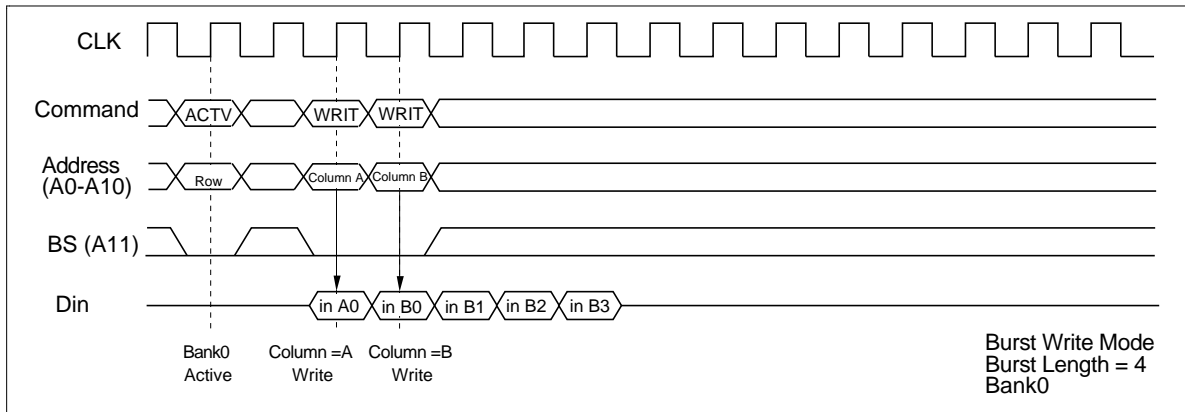 CLK
Command
ACTV
WRIT
WRIT
Address
(A0-A10)
Row
Column A
Column B
BS (A11)
Din
in A0
in B0
in B1
in B2
in B3
Bank0
Active
Column =A
Write
Column =B
Write
Burst Write Mode
Burst Length = 4
Bank0